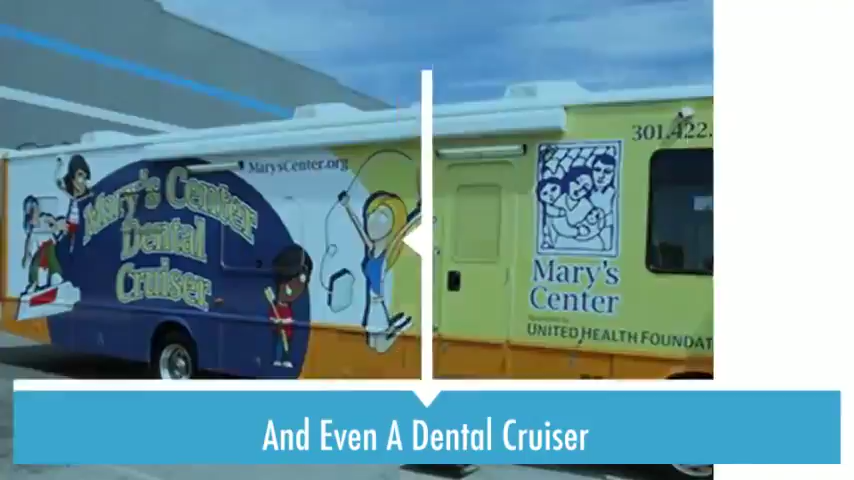 MarysCenter.org
Mary's Center
Dental
Cruiser
301.422.
Mary's
Center
UNITED HEALTH FOUNDAT
And Even A Dental Cruiser